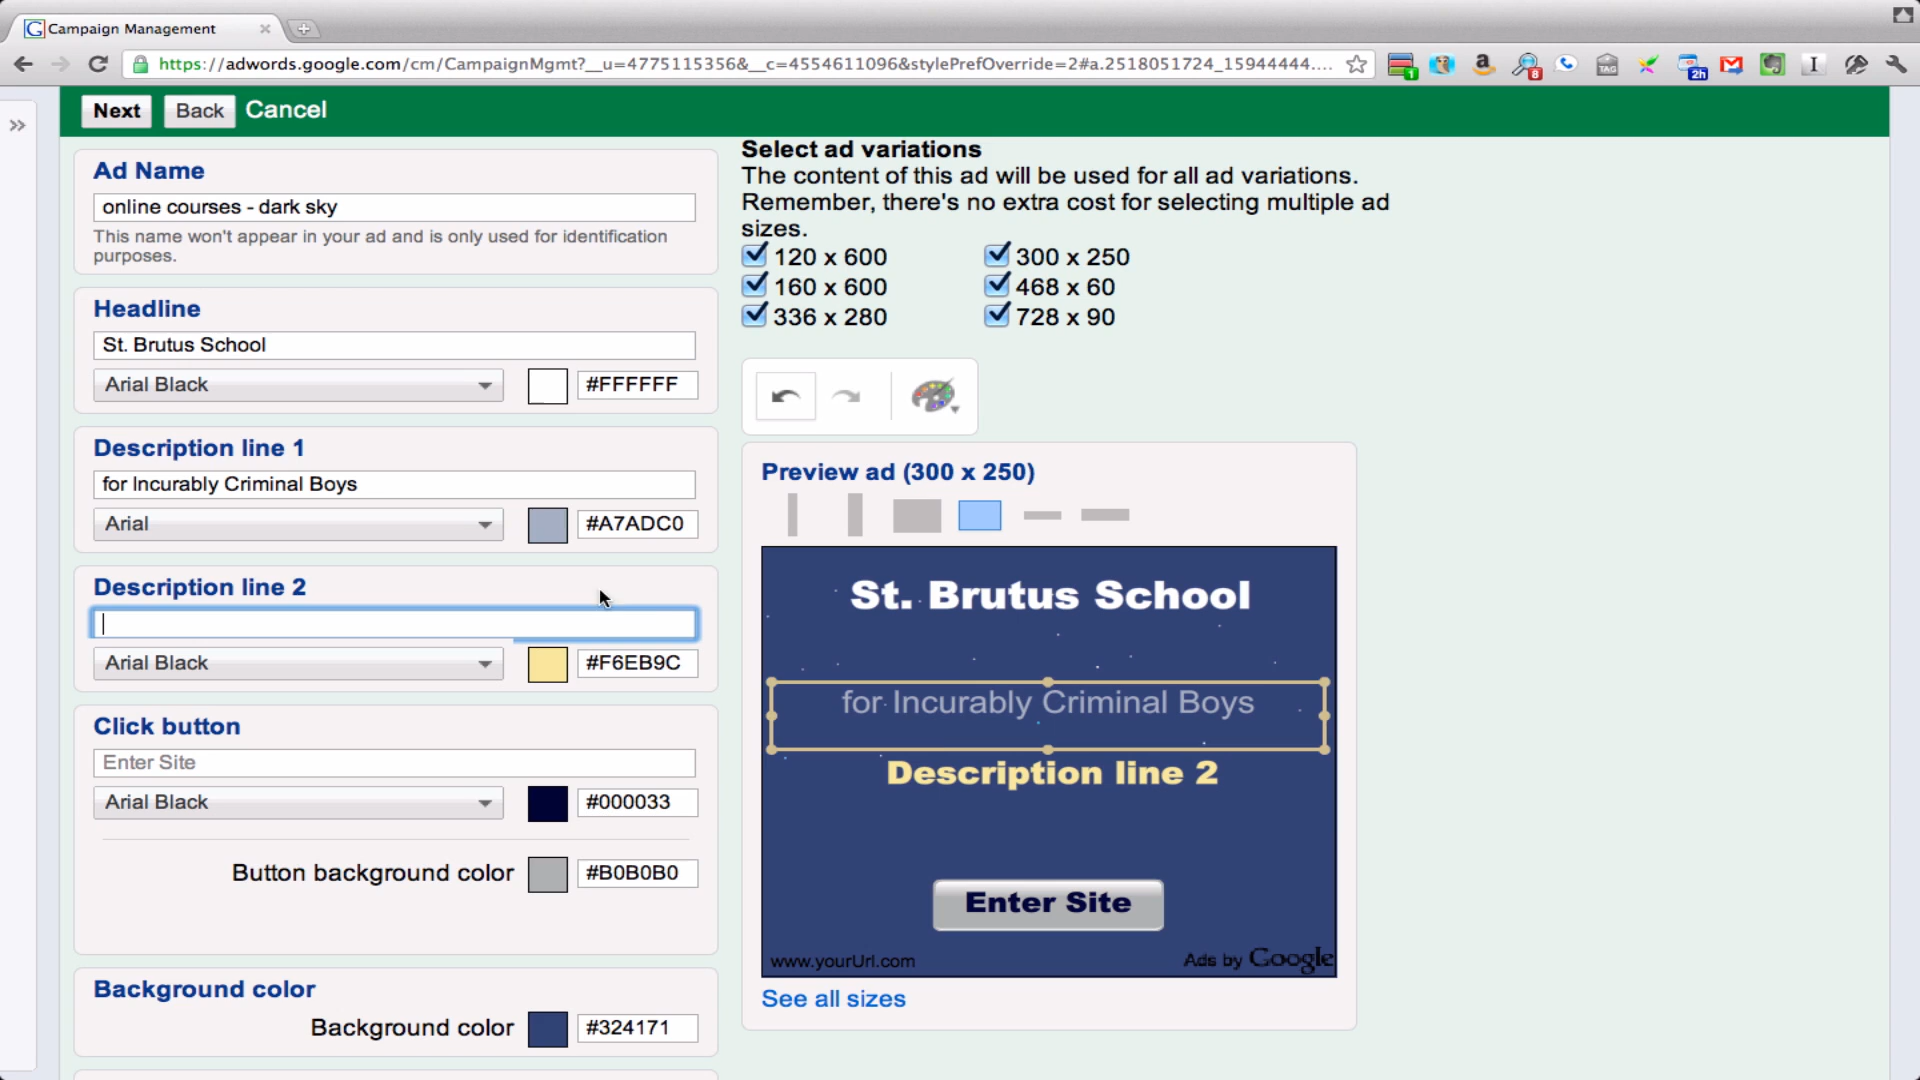 Campaign Management
https://adwords.google.com/cm/CampaignMgmt?__u=4775115356&__c=4554611096&stylePrefOverride=2#a.2518051724_15944444....
1
8
TAG
2h
I
Next Back Cancel
Ad Name
online courses - dark sky
This name won't appear in your ad and is only used for identification
purposes.
Headline
St. Brutus School
Arial Black #FFFFFF
Description line 1
for Incurably Criminal Boys
Arial #A7ADC0
Description line 2
Arial Black #F6EB9C
Click button
Enter Site
Arial Black #000033
Button background color #B0B0B0
Background color
Background color #324171
Select ad variations
The content of this ad will be used for all ad variations.
Remember, there's no extra cost for selecting multiple ad
sizes.
120 x 600 300 x 250
160 x 600 468 x 60
336 x 280 728 x 90
Preview ad (300 x 250)
St. Brutus School
for Incurably Criminal Boys
Description line 2
Enter Site
www.yourUrl.com Ads by Google
See all sizes